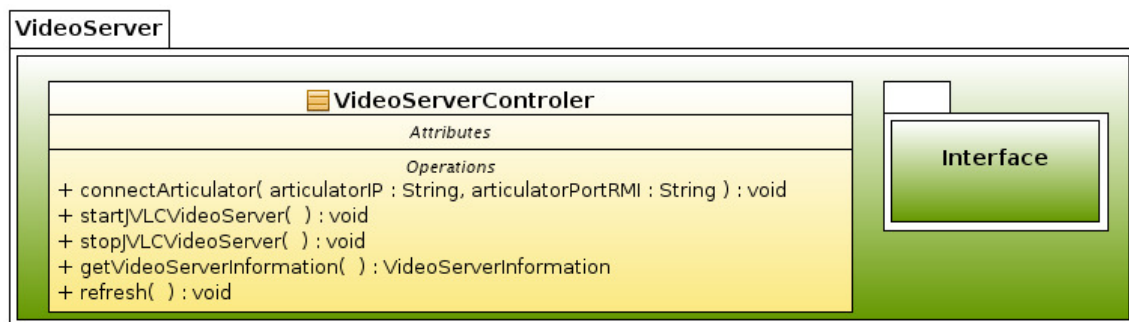 VideoServer
VideoServerControler
Attributes
Operations
+ connectArticulator( articulatorIP : String, articulatorPortRMI : String ) : void
+ startJVLCVideoServer(  ) : void
+ stopJVLCVideoServer(  ) : void
+ getVideoServerInformation(  ) : VideoServerInformation
+ refresh(  ) : void
Interface